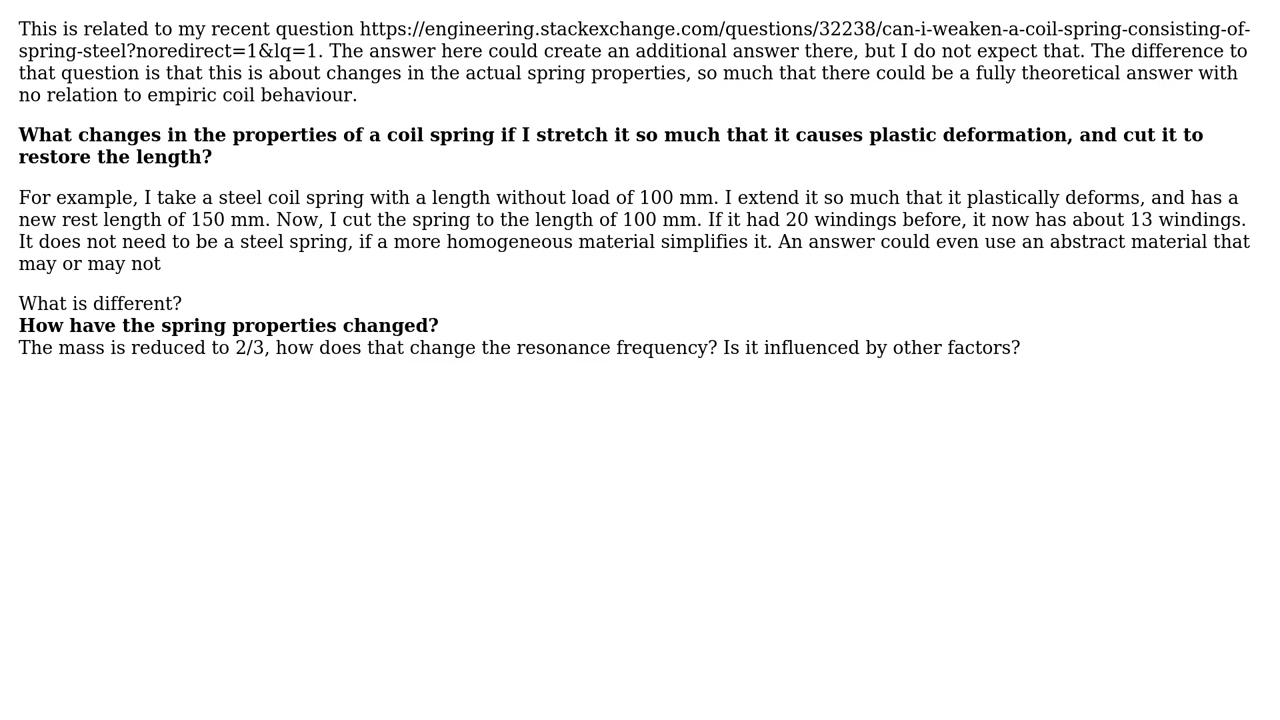 This is related to my recent question https://engineering.stackexchange.com/questions/32238/can-i-weaken-a-coil-spring-consisting-of-
spring-steel?noredirect=1&lq=1. The answer here could create an additional answer there, but I do not expect that. The difference to
that question is that this is about changes in the actual spring properties, so much that there could be a fully theoretical answer with
no relation to empiric coil behaviour.
What changes in the properties of a coil spring if I stretch it so much that it causes plastic deformation, and cut it to
restore the length?
For example, I take a steel coil spring with a length without load of 100 mm. I extend it so much that it plastically deforms, and has a
new rest length of 150 mm. Now, I cut the spring to the length of 100 mm. If it had 20 windings before, it now has about 13 windings.
It does not need to be a steel spring, if a more homogeneous material simplifies it. An answer could even use an abstract material that
may or may not
What is different?
How have the spring properties changed?
The mass is reduced to 2/3, how does that change the resonance frequency? Is it influenced by other factors?